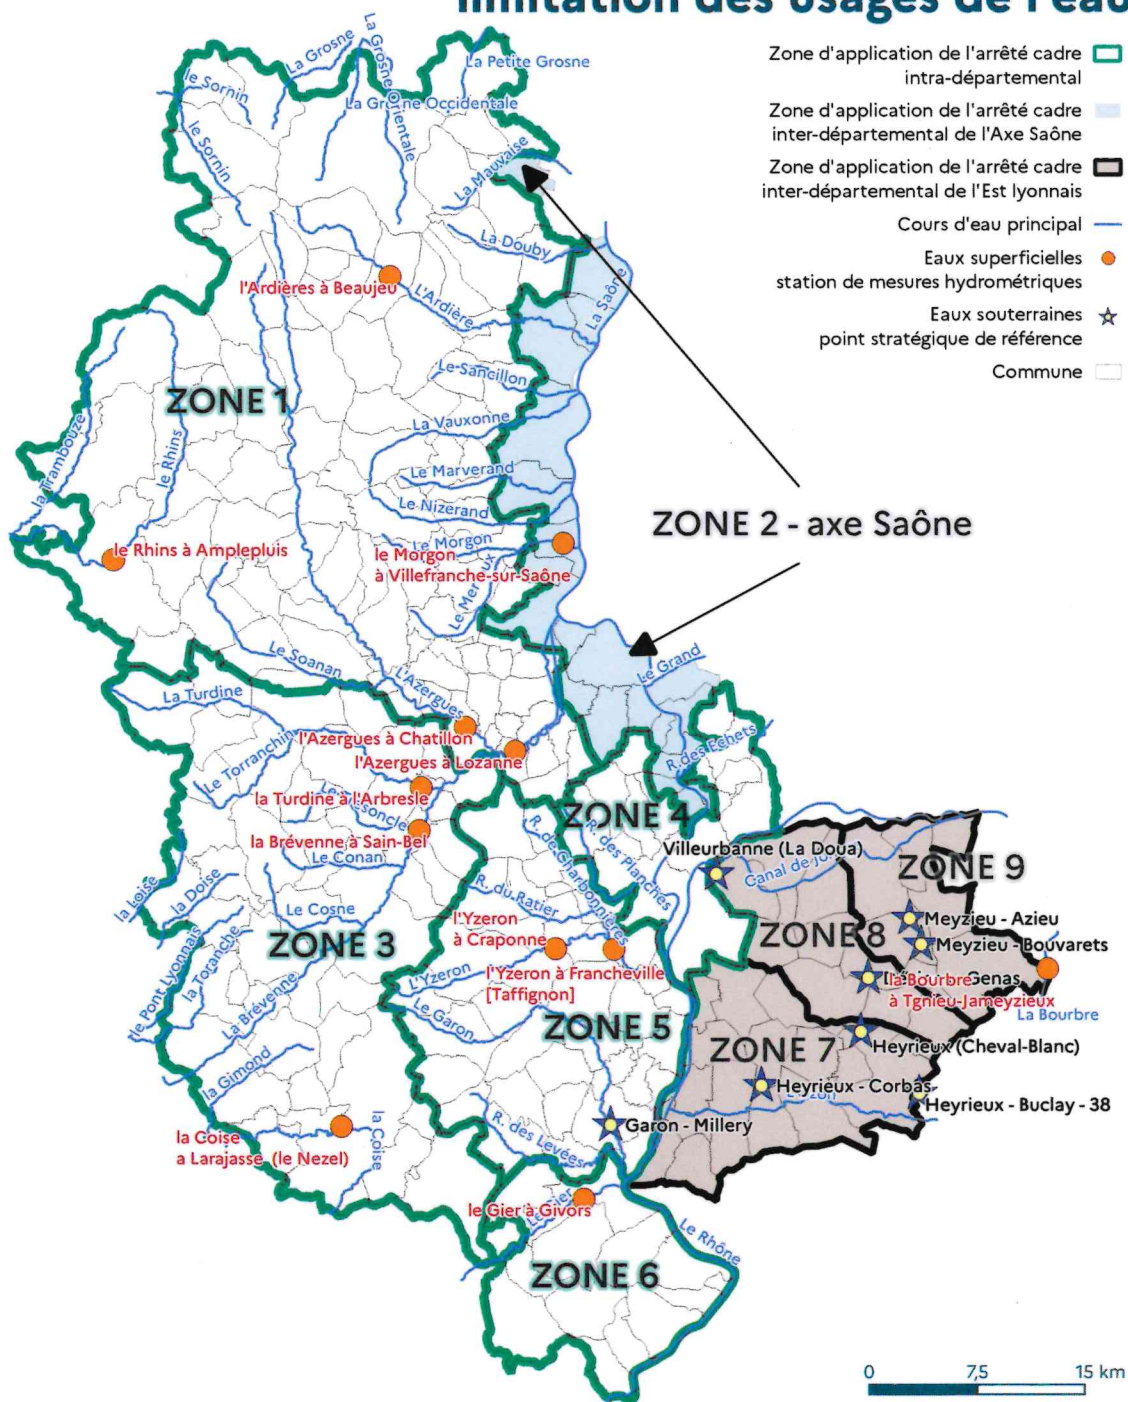 limitation des usages de l'eau
Zone d'application de l'arrêté cadre
intra-départemental
Zone d'application de l'arrêté cadre
inter-départemental de l'Axe Saône
Zone d'application de l'arrêté cadre
inter-départemental de l'Est lyonnais
Cours d'eau principal
Eaux superficielles
station de mesures hydrométriques
Eaux souterraines
point stratégique de référence
Commune
La Grosne
La Grosne Orientale
La Petite Grosne
le Sornin
Occidentale
le Sornin
La Mauvaise
La Douby
l'Ardières à Beaujeu
L'Ardière
La Saône
Le Sancillon
ZONE 1
La Vauxonne
la Trambouze
le Rhins
Le Marverand
Le Nizerand
ZONE 2 - axe Saône
le Rhins à Amplepluis
Le Morgon
le Morgon
à Villefranche-sur-Saône
Le Soanan
Le Grand
La Turdine
L'Azergues
l'Azergues à Chatillon
R. des Echets
l'Azergues à Lozanne
Le Torranchin
la Turdine à l'Arbresle
ZONE 4
la Brévenne à Sain-Bel
Le Conan
R. de Charbonnières
R. des Planches
Villeurbanne (La Doua)
Canal de
ZONE 9
la Loise
la Doise
R. du Ratier
Le Cosne
l'Yzeron
à Craponne
Meyzieu - Azieu
ZONE 3
ZONE 8
Meyzieu - Bouvarets
le Pont Lyonnais
la Toranche
L'Yzeron
l'Yzeron à Francheville
[Taffignon]
Genas
la Bourbre
à Tgnieu-Jameyzieux
La Bourbre
La Brévenne
Le Garon
ZONE 5
ZONE 7
Heyrieux (Cheval-Blanc)
la Gimond
Heyrieux - Corbas
Heyrieux - Buclay - 38
Garon - Millery
la Coise
a Larajasse (le Nezel)
la Coise
R. des Levées
le Gier à Givors
Le Rhône
ZONE 6
0 7,5 15 km